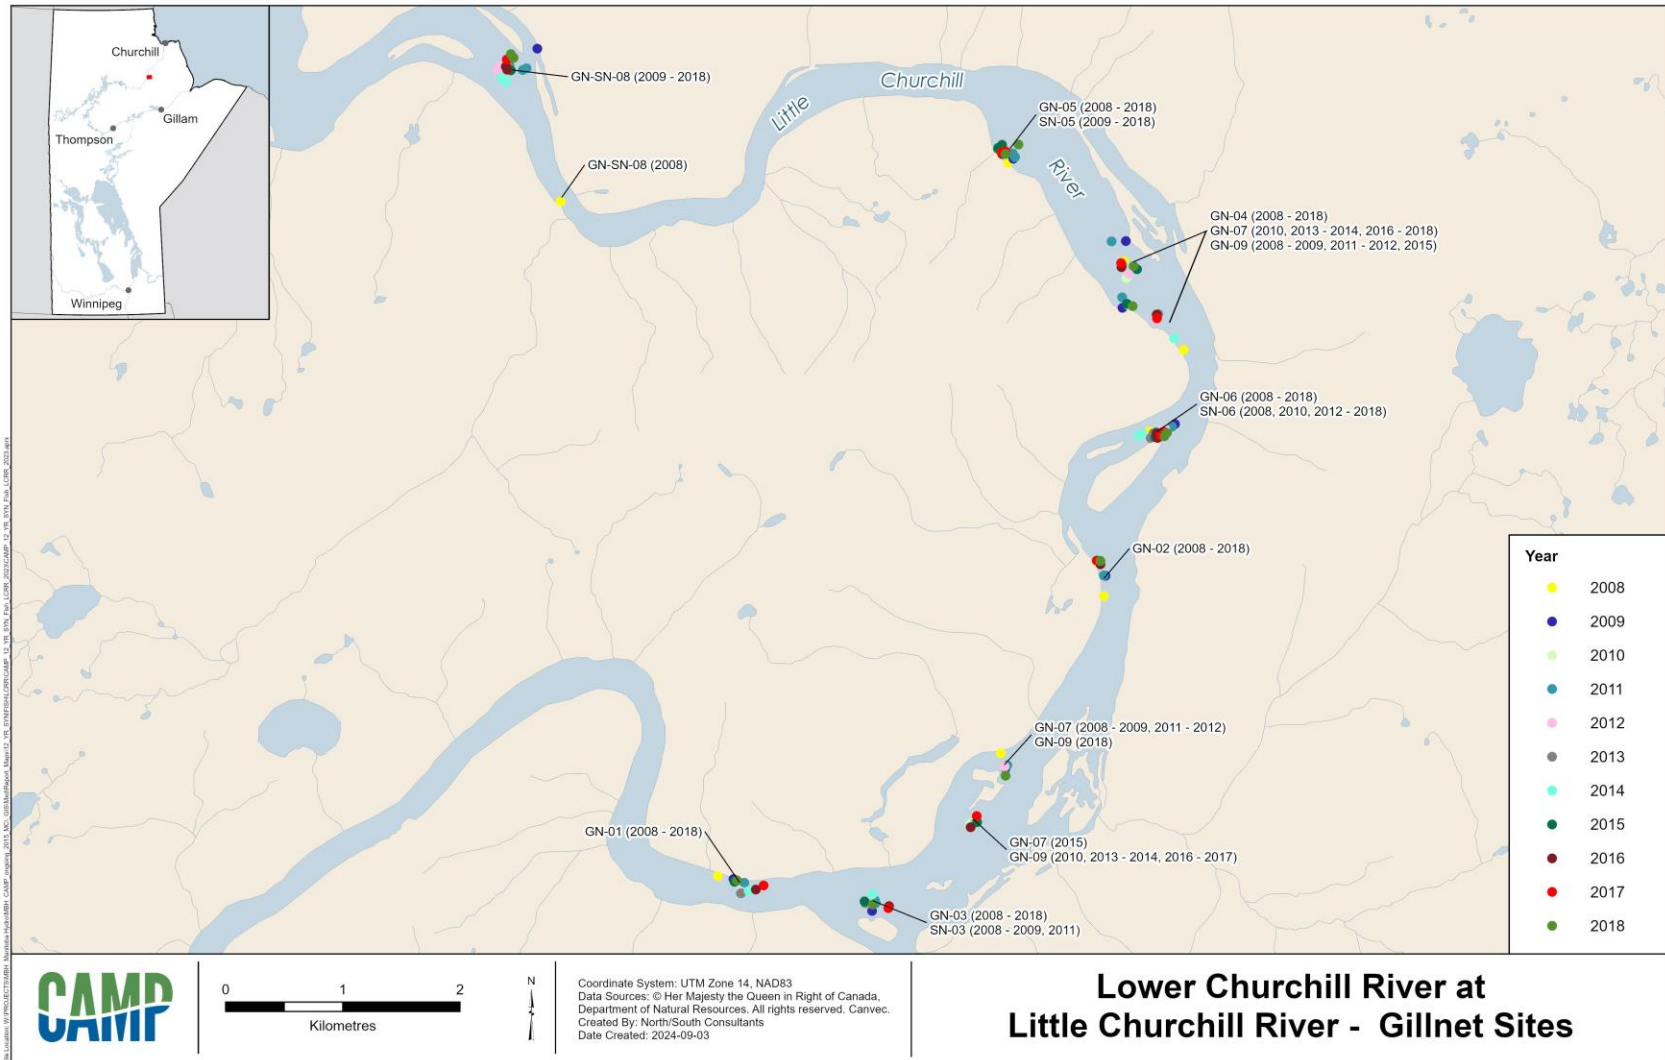 Churchill
Gillam
Thompson
Winnipeg
GN-SN-08 (2009 - 2018)
Little
Churchill
River
GN-05 (2008 - 2018)
SN-05 (2009 - 2018)
GN-SN-08 (2008)
GN-04 (2008 - 2018)
GN-07 (2010, 2013 - 2014, 2016 - 2018)
GN-09 (2008 - 2009, 2011 - 2012, 2015)
GN-06 (2008 - 2018)
SN-06 (2008, 2010, 2012 - 2018)
GN-02 (2008 - 2018)
GN-07 (2008 - 2009, 2011 - 2012)
GN-09 (2018)
GN-01 (2008 - 2018)
GN-07 (2015)
GN-09 (2010, 2013 - 2014, 2016 - 2017)
GN-03 (2008 - 2018)
SN-03 (2008 - 2009, 2011)
Year
2008
2009
2010
2011
2012
2013
2014
2015
2016
2017
2018
CAMP
0 1 2
Kilometres
N
Coordinate System: UTM Zone 14, NAD83
Data Sources: © Her Majesty the Queen in Right of Canada,
Department of Natural Resources. All rights reserved. Canvec.
Created By: North/South Consultants
Date Created: 2024-09-03
Lower Churchill River at
Little Churchill River - Gillnet Sites